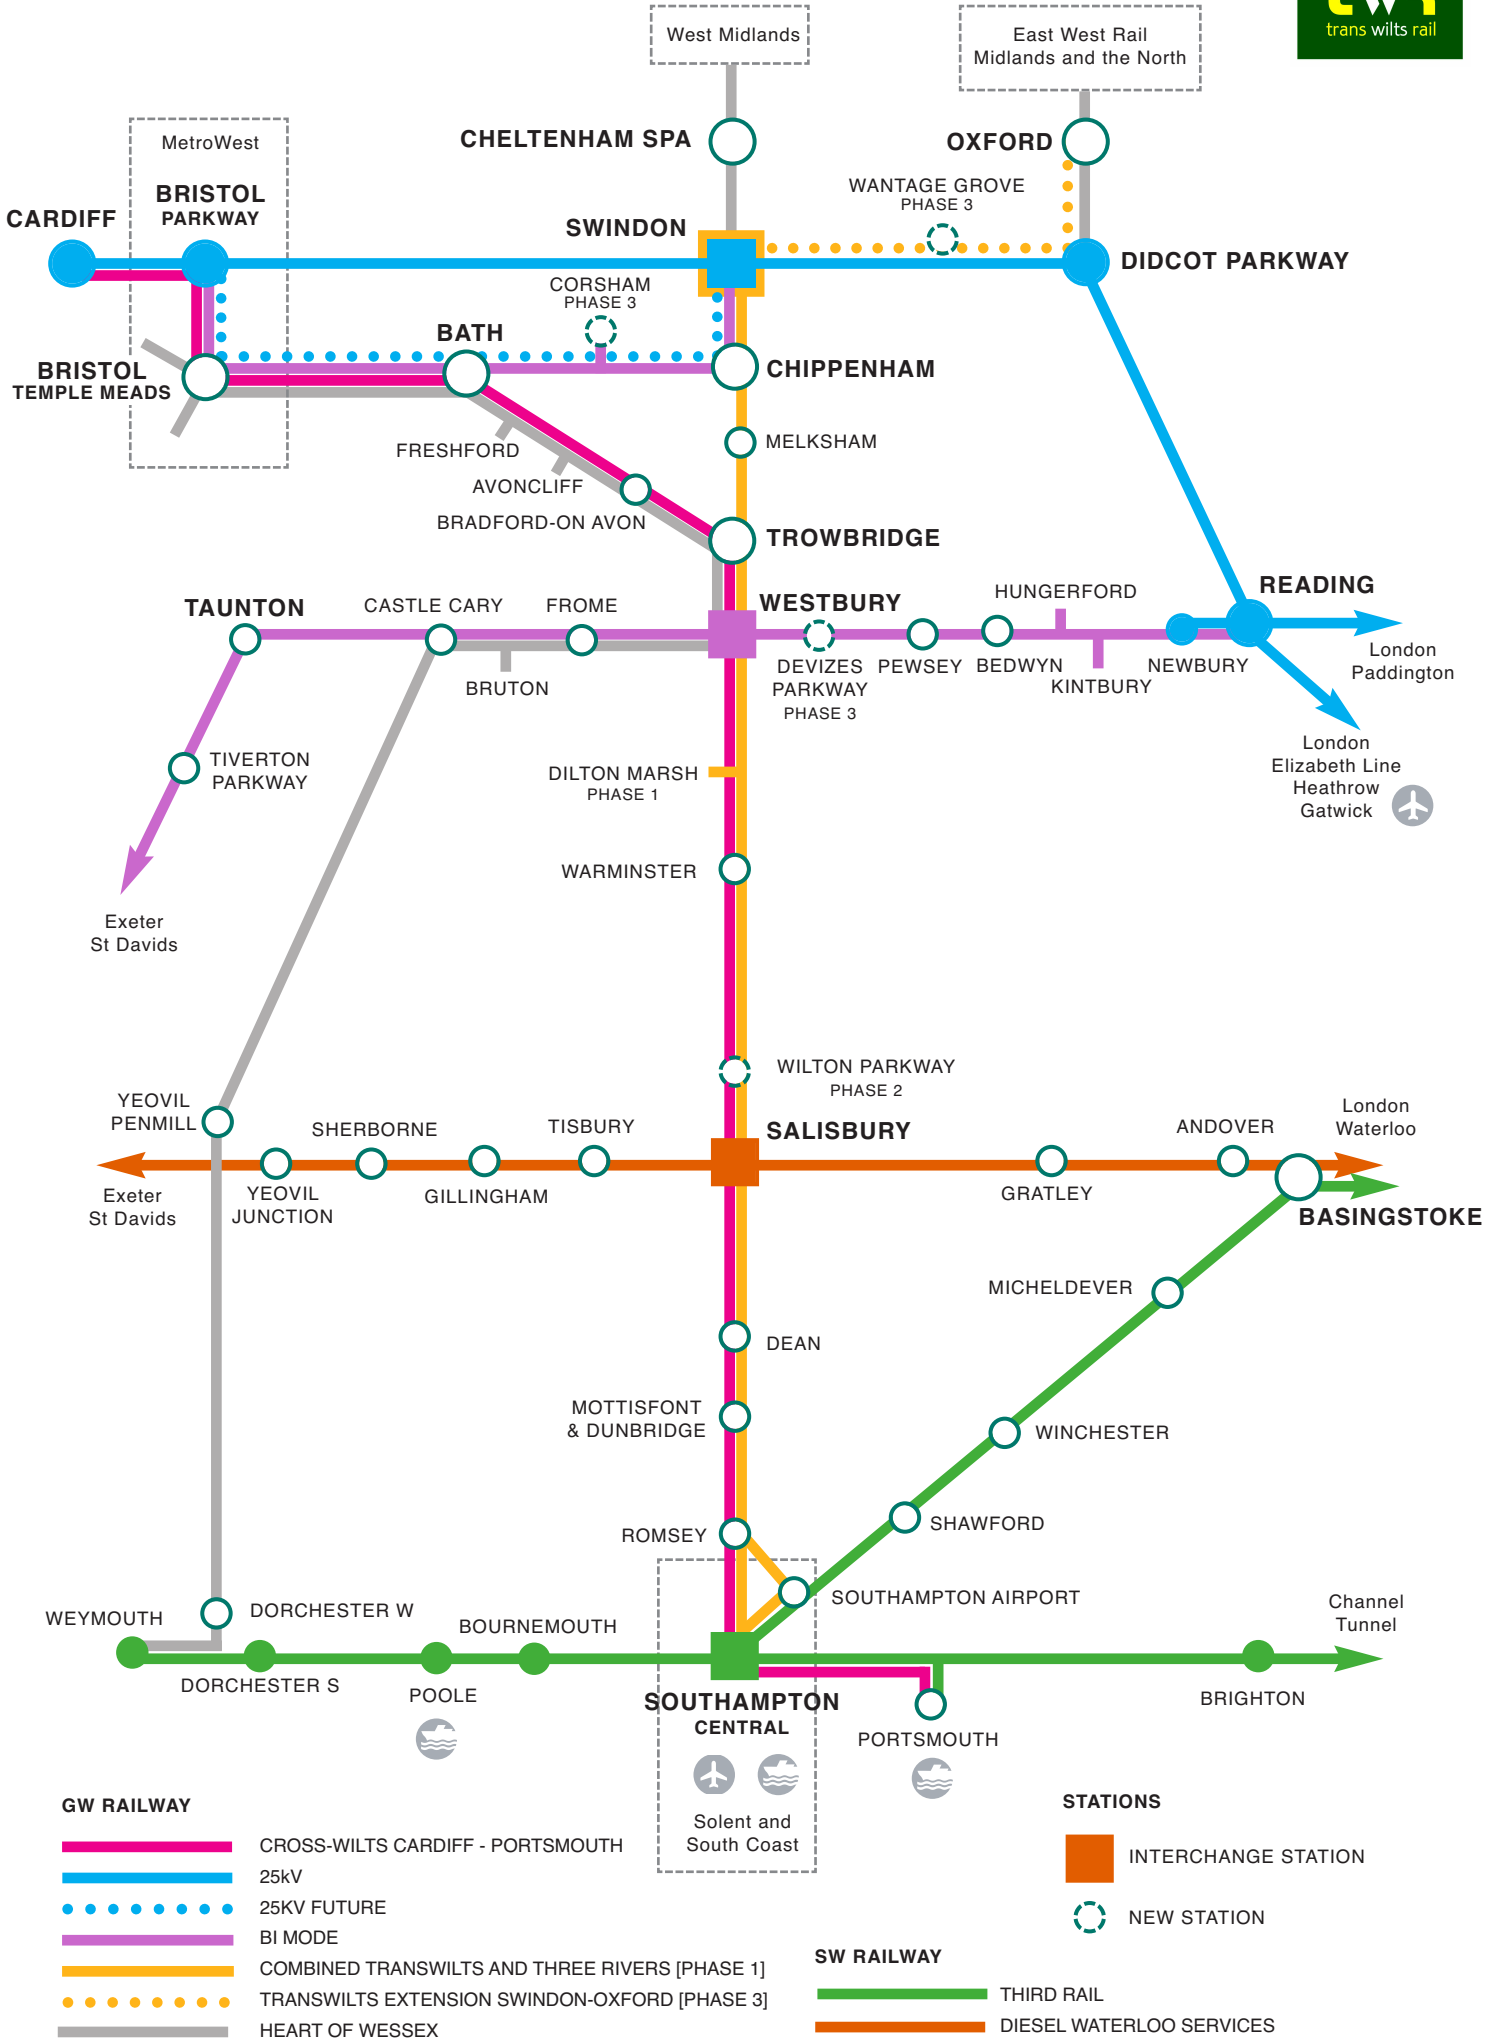 West Midlands
East West Rail
Midlands and the North
trans wilts rail
MetroWest
CHELTENHAM SPA
OXFORD
WANTAGE GROVE
PHASE 3
BRISTOL
PARKWAY
CARDIFF
SWINDON
DIDCOT PARKWAY
CORSHAM
PHASE 3
BATH
BRISTOL
TEMPLE MEADS
CHIPPENHAM
MELKSHAM
FRESHFORD
AVONCLIFF
BRADFORD-ON AVON
TROWBRIDGE
TAUNTON
CASTLE CARY
FROME
WESTBURY
HUNGERFORD
READING
BRUTON
DEVIZES
PARKWAY
PHASE 3
PEWSEY
BEDWYN
KINTBURY
NEWBURY
London
Paddington
London
Elizabeth Line
Heathrow
Gatwick
TIVERTON
PARKWAY
DILTON MARSH
PHASE 1
WARMINSTER
Exeter
St Davids
WILTON PARKWAY
PHASE 2
YEOVIL
PENMILL
SHERBORNE
TISBURY
SALISBURY
ANDOVER
London
Waterloo
Exeter
St Davids
YEOVIL
JUNCTION
GILLINGHAM
GRATLEY
BASINGSTOKE
MICHELDEVER
DEAN
MOTTISFONT
& DUNBRIDGE
WINCHESTER
ROMSEY
SHAWFORD
SOUTHAMPTON AIRPORT
WEYMOUTH
DORCHESTER W
BOURNEMOUTH
Channel
Tunnel
DORCHESTER S
POOLE
SOUTHAMPTON
CENTRAL
PORTSMOUTH
BRIGHTON
Solent and
South Coast
GW RAILWAY
CROSS-WILTS CARDIFF - PORTSMOUTH
25kV
25KV FUTURE
BI MODE
COMBINED TRANSWILTS AND THREE RIVERS [PHASE 1]
TRANSWILTS EXTENSION SWINDON-OXFORD [PHASE 3]
HEART OF WESSEX
STATIONS
INTERCHANGE STATION
NEW STATION
SW RAILWAY
THIRD RAIL
DIESEL WATERLOO SERVICES